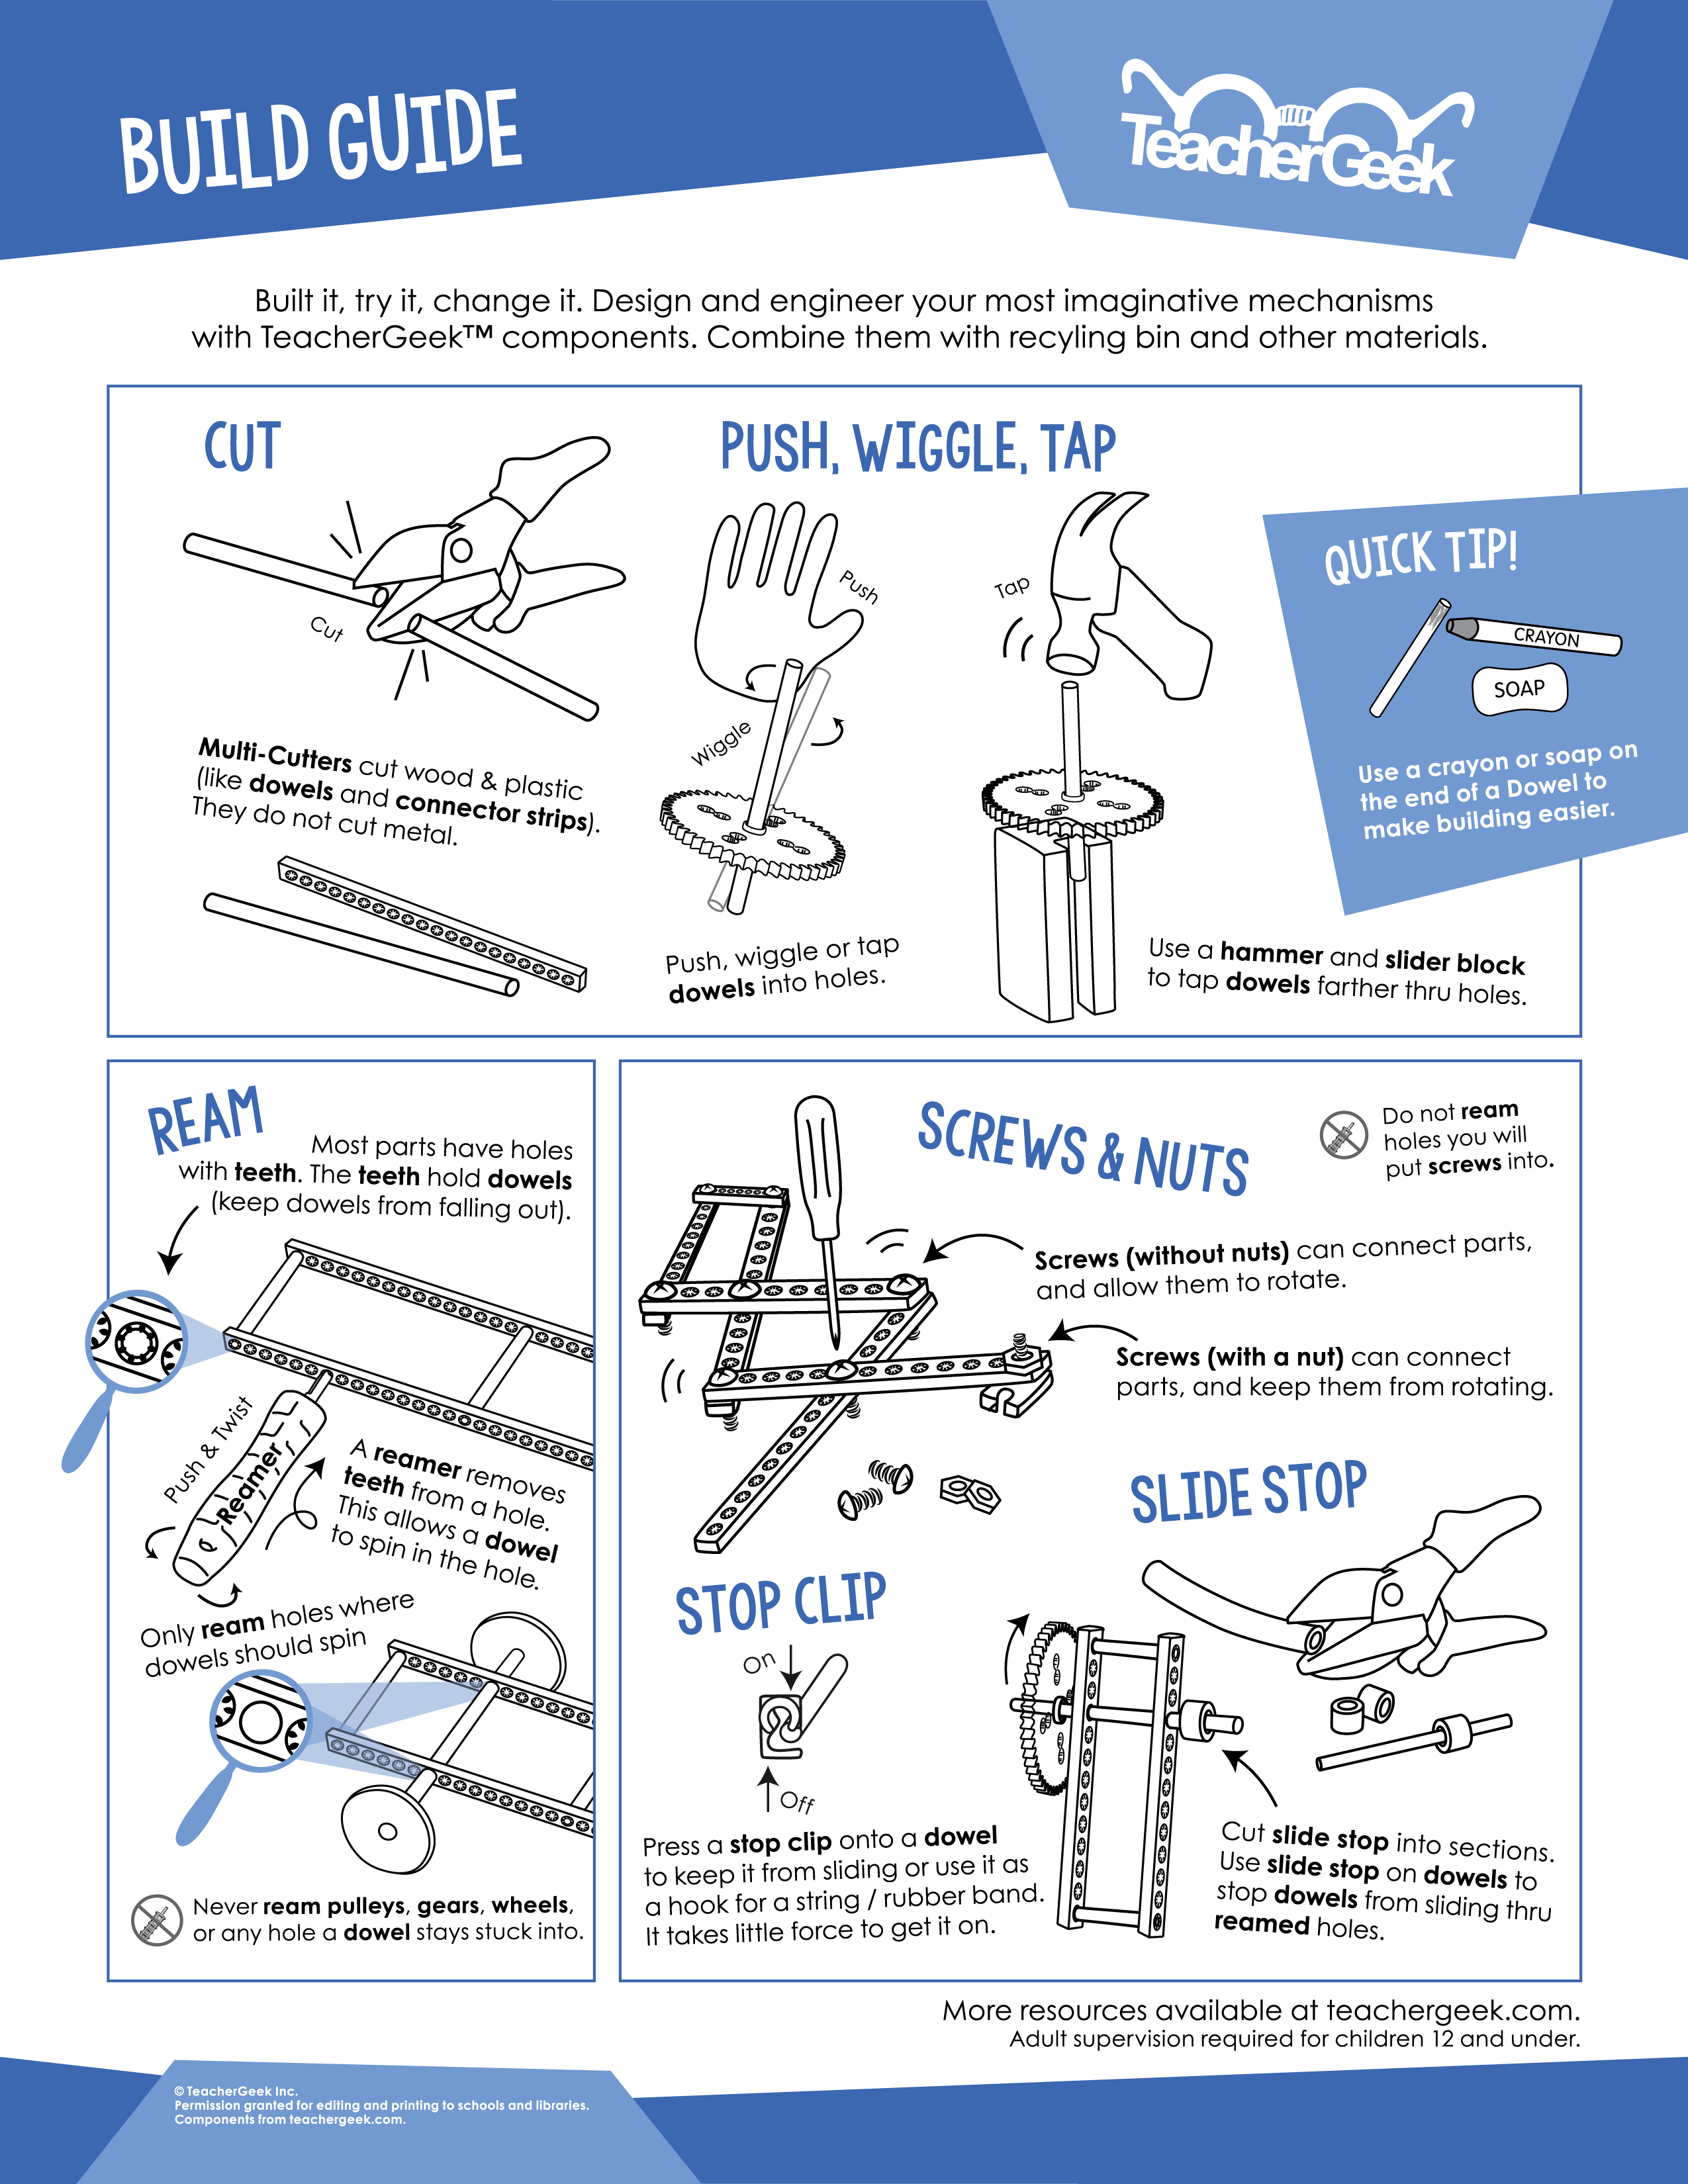 BUILD GUIDE
TeacherGeek
Built it, try it, change it. Design and engineer your most imaginative mechanisms
with TeacherGeek™ components. Combine them with recyling bin and other materials.
CUT
Cut
Multi-Cutters cut wood & plastic
(like dowels and connector strips).
They do not cut metal.
PUSH, WIGGLE, TAP
Push
Wiggle
Push, wiggle or tap
dowels into holes.
Tap
Use a hammer and slider block
to tap dowels farther thru holes.
QUICK TIP!
CRAYON
SOAP
Use a crayon or soap on
the end of a Dowel to
make building easier.
REAM
Most parts have holes
with teeth. The teeth hold dowels
(keep dowels from falling out).
Push & Twist
Reamer
A reamer removes
teeth from a hole.
This allows a dowel
to spin in the hole.
Only ream holes where
dowels should spin
Never ream pulleys, gears, wheels,
or any hole a dowel stays stuck into.
SCREWS & NUTS
Do not ream
holes you will
put screws into.
Screws (without nuts) can connect parts,
and allow them to rotate.
Screws (with a nut) can connect
parts, and keep them from rotating.
STOP CLIP
On
Off
Press a stop clip onto a dowel
to keep it from sliding or use it as
a hook for a string / rubber band.
It takes little force to get it on.
SLIDE STOP
Cut slide stop into sections.
Use slide stop on dowels to
stop dowels from sliding thru
reamed holes.
More resources available at teachergeek.com.
Adult supervision required for children 12 and under.
© TeacherGeek Inc.
Permission granted for editing and printing to schools and libraries.
Components from teachergeek.com.